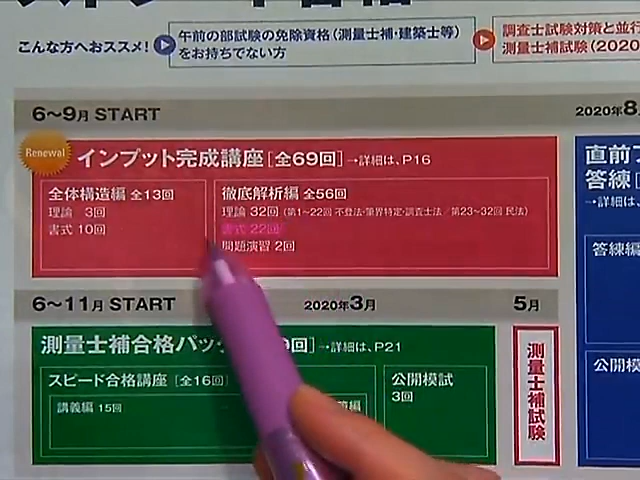 こんな方へおススメ!
午前の部試験の免除資格(測量士補・建築士等)
をお持ちでない方
調査士試験対策と並行
測量士補試験(2020
6〜9月 START
2020年8
Renewal
インプット完成講座[全69回]→詳細は、P16
全体構造編 全13回
理論 3回
書式 10回
徹底解析編 全56回
理論 32回(第1〜22回 不登法・筆界特定・調査士法/第23〜32回 民法)
書式 22回
問題演習 2回
直前
答練[
→詳細は、
答練編
公開模
6〜11月 START
2020年3月
5月
測量士補合格パック
9回]→詳細は、P21
スピード合格講座[全16回]
講義編 15回
公開模試
3回
測量士補試験